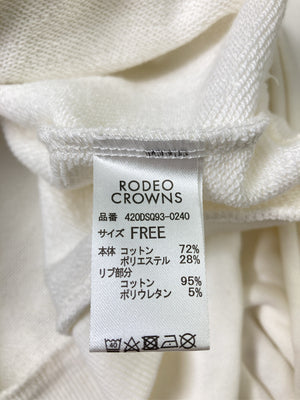 RODEO
CROWNS
品番 420DSQ93-0240
サイズ FREE
本体 コットン 72%
ポリエステル 28%
リブ部分
コットン 95%
ポリウレタン 5%
40